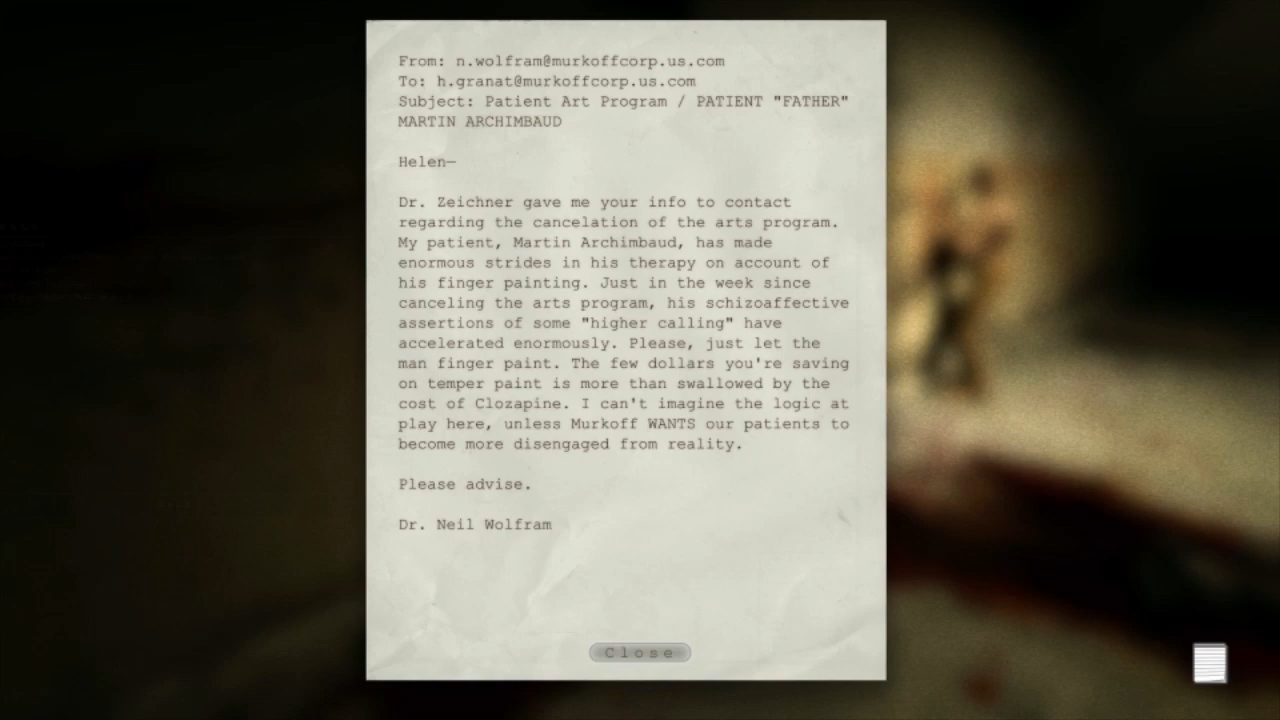 From: n.wolfram@murkoffcorp.us.com
To: h.granat@murkoffcorp.us.com
Subject: Patient Art Program / PATIENT "FATHER"
MARTIN ARCHIMBAUD
Helen—
Dr. Zeichner gave me your info to contact
regarding the cancelation of the arts program.
My patient, Martin Archimbaud, has made
enormous strides in his therapy on account of
his finger painting. Just in the week since
canceling the arts program, his schizoaffective
assertions of some "higher calling" have
accelerated enormously. Please, just let the
man finger paint. The few dollars you're saving
on temper paint is more than swallowed by the
cost of Clozapine. I can't imagine the logic at
play here, unless Murkoff WANTS our patients to
become more disengaged from reality.
Please advise.
Dr. Neil Wolfram
Close